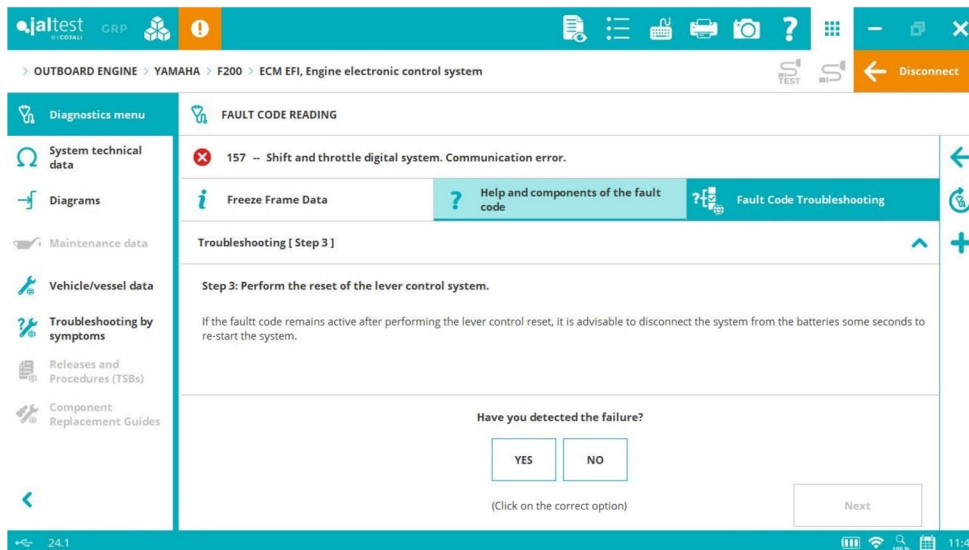 jaltest GRP
BY COJALI
> OUTBOARD ENGINE > YAMAHA > F200 > ECM EFI, Engine electronic control system
TEST
Disconnect
Diagnostics menu
System technical
data
Diagrams
Maintenance data
Vehicle/vessel data
Troubleshooting by
symptoms
Releases and
Procedures (TSBs)
Component
Replacement Guides
FAULT CODE READING
157 -- Shift and throttle digital system. Communication error.
Freeze Frame Data
Help and components of the fault
code
Fault Code Troubleshooting
Troubleshooting [ Step 3 ]
Step 3: Perform the reset of the lever control system.
If the faultt code remains active after performing the lever control reset, it is advisable to disconnect the system from the batteries some seconds to
re-start the system.
Have you detected the failure?
YES
NO
(Click on the correct option)
Next
24.1
100 %
11:4